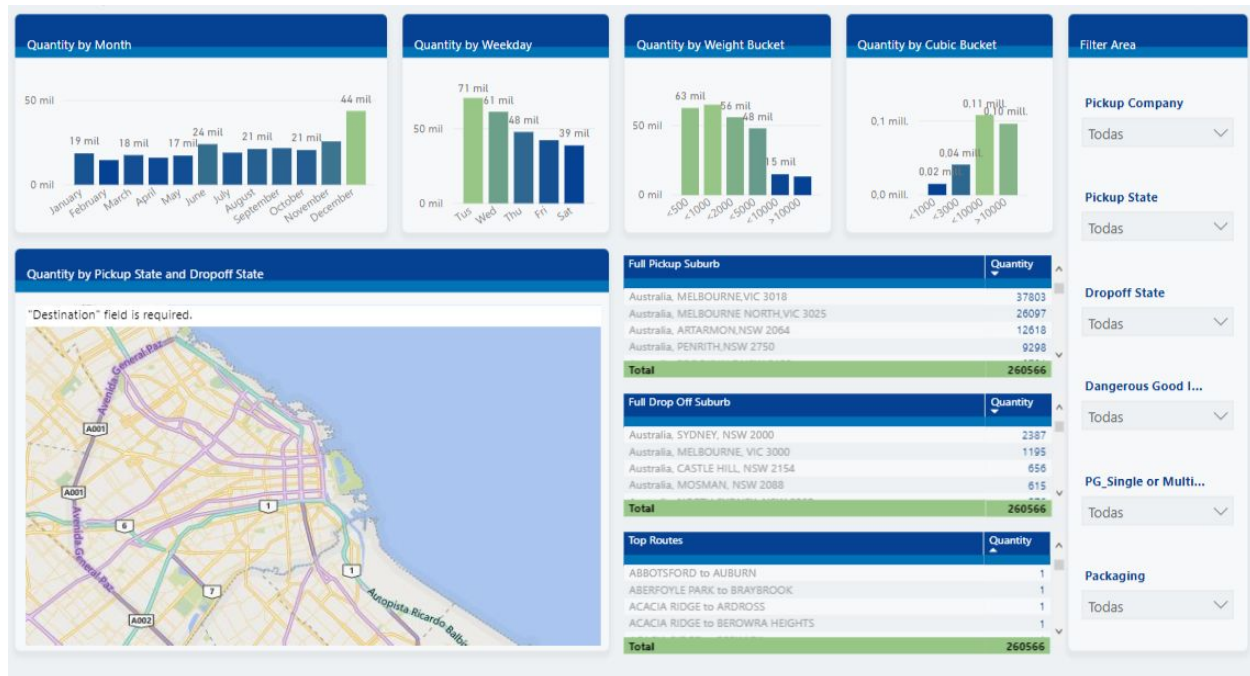 Quantity by Month
50 mil
0 mil
19 mil
18 mil
17 mil
24 mil
21 mil
21 mil
44 mil
January
February
March
April
May
June
July
August
September
October
November
December
Quantity by Weekday
50 mil
0 mil
71 mil
61 mil
48 mil
39 mil
Tus
Wed
Thu
Fri
Sat
Quantity by Weight Bucket
50 mil
0 mil
63 mil
56 mil
48 mil
15 mil
<500
<1000
<2000
<5000
<10000
>10000
Quantity by Cubic Bucket
0,1 mill.
0,0 mill.
0.02 mill.
0.04 mill.
0.11 mill.
0.10 mill.
<1000
<3000
<10000
>10000
Filter Area
Pickup Company
Todas
Pickup State
Todas
Dropoff State
Todas
Dangerous Good I...
Todas
PG_Single or Multi...
Todas
Packaging
Todas
Quantity by Pickup State and Dropoff State
"Destination" field is required.
Avenida General Paz
A001
A001
Avenida General Paz
6
1
1
7
A002
Autopista Ricardo Balbín
Full Pickup Suburb Quantity
Australia, MELBOURNE,VIC 3018 37803
Australia, MELBOURNE NORTH,VIC 3025 26097
Australia, ARTARMON,NSW 2064 12618
Australia, PENRITH,NSW 2750 9298
Total 260566
Full Drop Off Suburb Quantity
Australia, SYDNEY, NSW 2000 2387
Australia, MELBOURNE, VIC 3000 1195
Australia, CASTLE HILL, NSW 2154 656
Australia, MOSMAN, NSW 2088 615
Total 260566
Top Routes Quantity
ABBOTSFORD to AUBURN 1
ABERFOYLE PARK to BRAYBROOK 1
ACACIA RIDGE to ARDROSS 1
ACACIA RIDGE to BEROWRA HEIGHTS 1
Total 260566